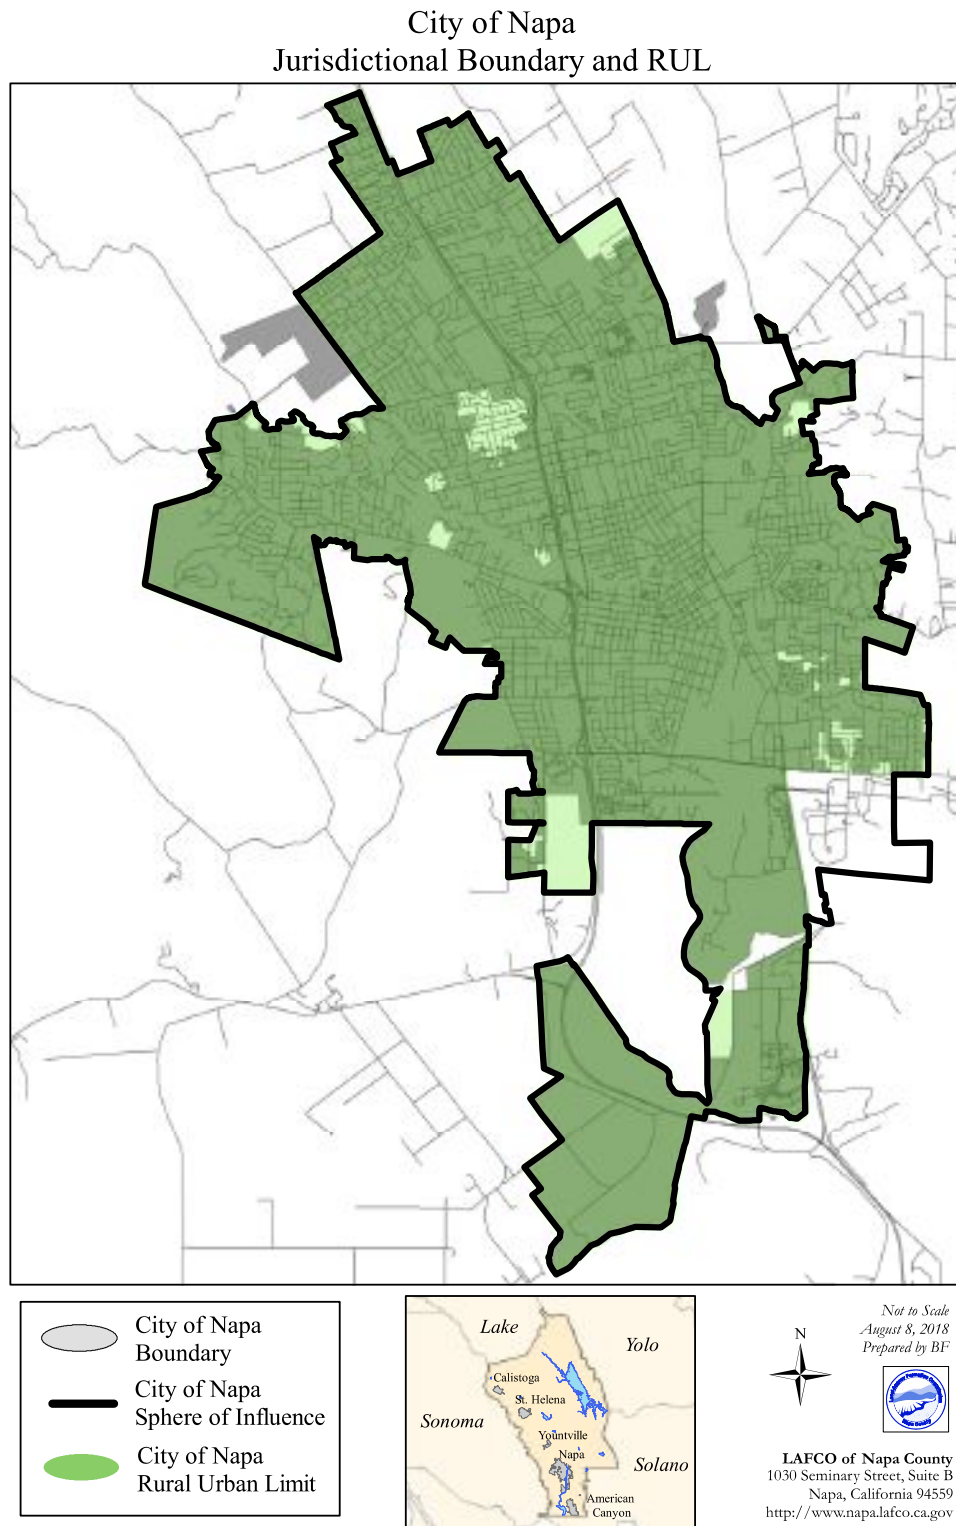 City of Napa
Jurisdictional Boundary and RUL
City of Napa
Boundary
City of Napa
Sphere of Influence
City of Napa
Rural Urban Limit
Lake
Yolo
Calistoga
St. Helena
Sonoma
Yountville
Napa
Solano
American
Canyon
N
Not to Scale
August 8, 2018
Prepared by BF
LAFCO of Napa County
1030 Seminary Street, Suite B
Napa, California 94559
http://www.napa.lafco.ca.gov